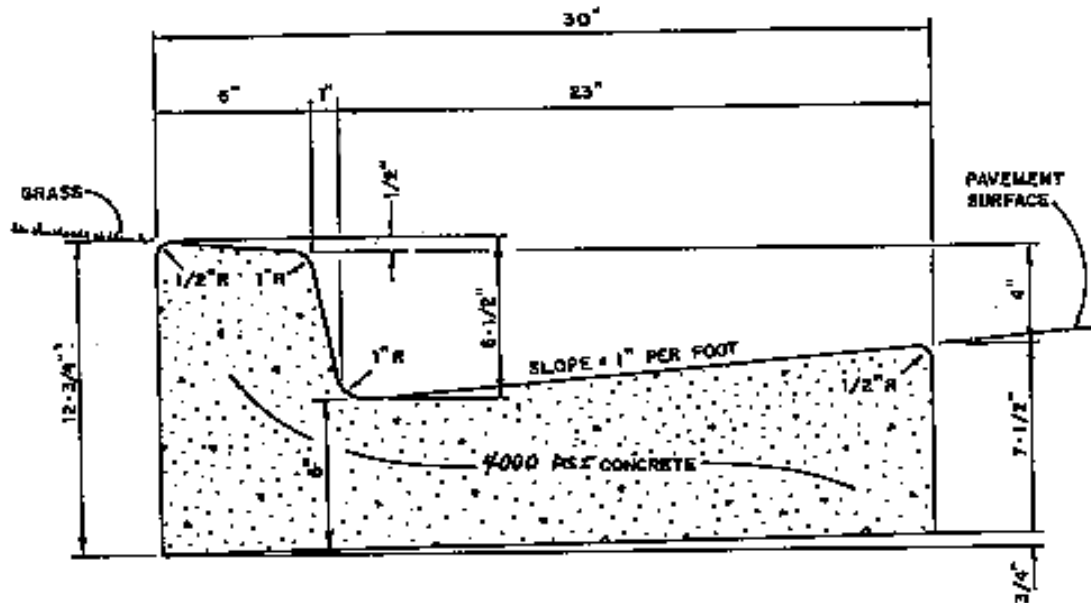 30"
6" 1" 23"
1/2"
GRASS
PAVEMENT
SURFACE
1/2"R 1"R
4"
6-1/2"
12-3/4"
1"R
SLOPE = 1" PER FOOT
1/2"R
7-1/2"
6"
4000 PSI CONCRETE
3/4"